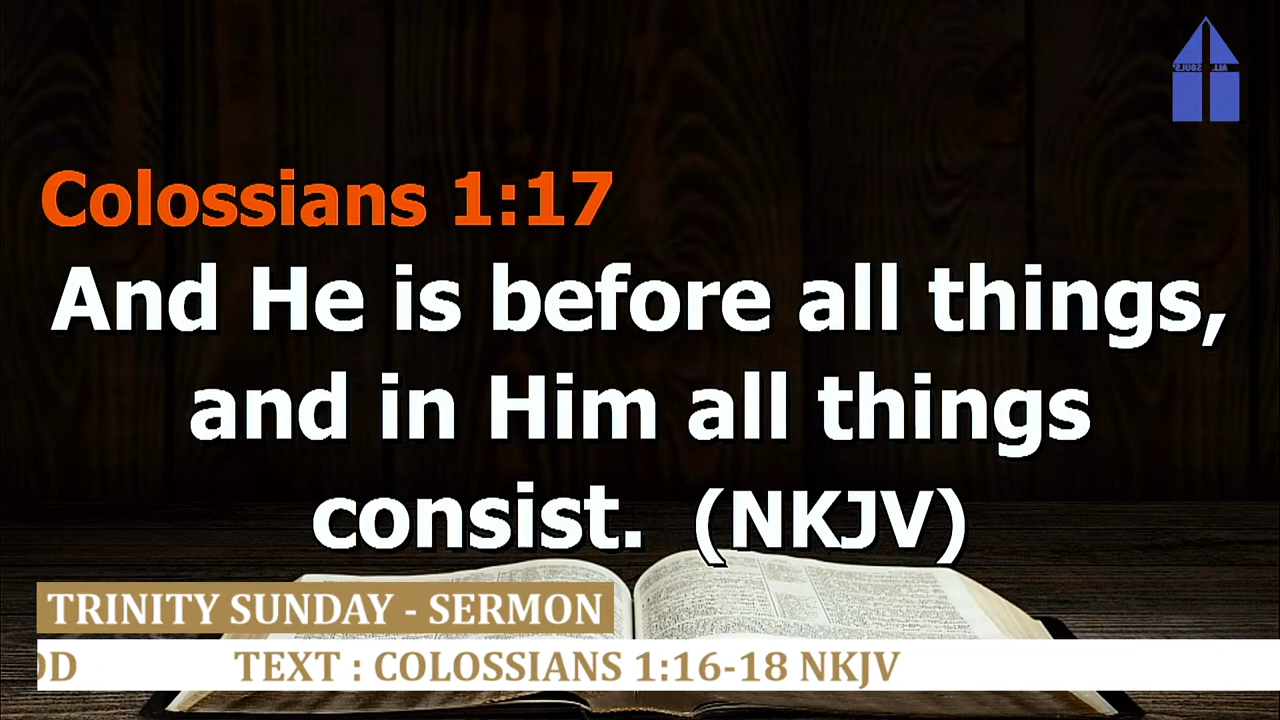 Colossians 1:17
And He is before all things,
and in Him all things
consist. (NKJV)
TRINITY SUNDAY - SERMON
OD TEXT : COLOSSIANS 1:16-18 NKJV